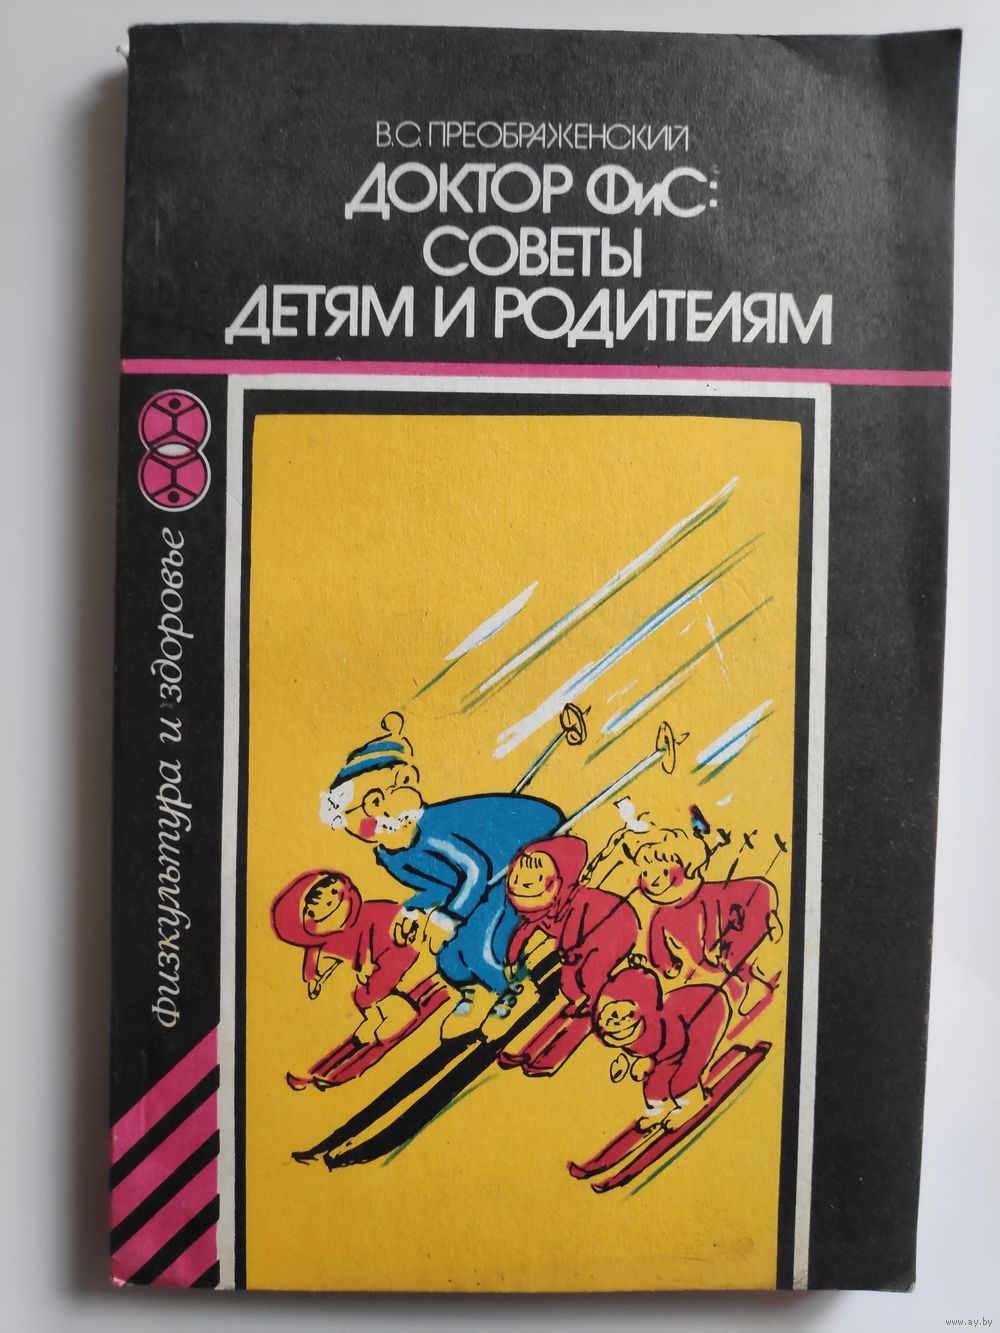 В.С. ПРЕОБРАЖЕНСКИЙ
ДОКТОР ФиС:
СОВЕТЫ
ДЕТЯМ И РОДИТЕЛЯМ
Физкультура и здоровье
www.ay.by